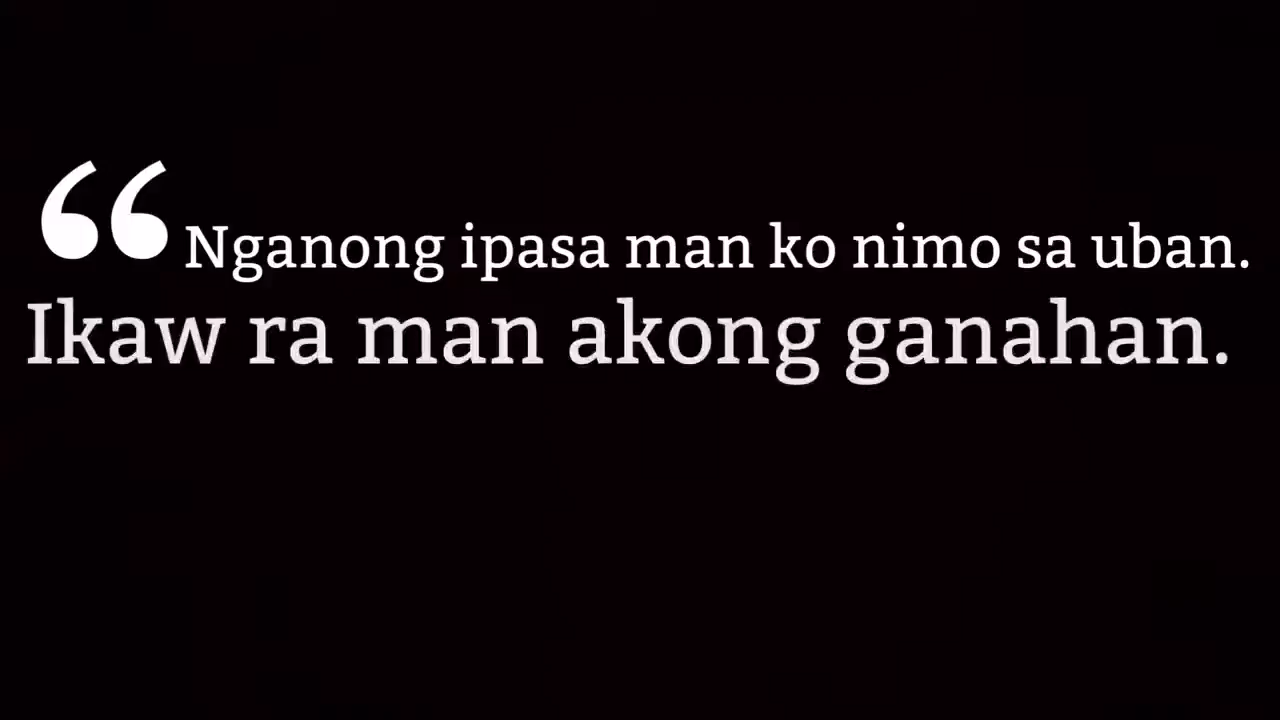 “Nganong ipasa man ko nimo sa uban.
Ikaw ra man akong ganahan.